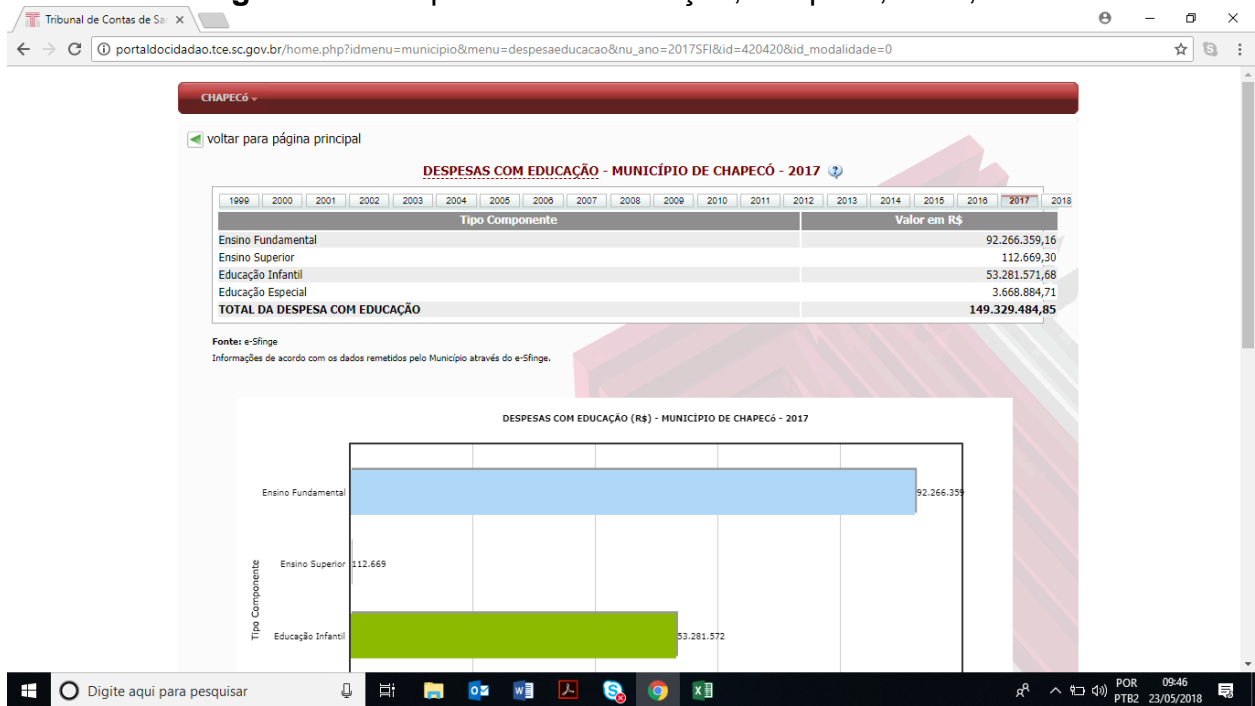 Tribunal de Contas de Sa
portaldocidadao.tce.sc.gov.br/home.php?idmenu=municipio&menu=despesaeducacao&nu_ano=2017SFI&id=420420&id_modalidade=0
CHAPECó
voltar para página principal
DESPESAS COM EDUCAÇÃO - MUNICÍPIO DE CHAPECÓ - 2017
1999 2000 2001 2002 2003 2004 2005 2006 2007 2008 2009 2010 2011 2012 2013 2014 2015 2016 2017 2018
Tipo Componente Valor em R$
Ensino Fundamental 92.266.359,16
Ensino Superior 112.669,30
Educação Infantil 53.281.571,68
Educação Especial 3.668.884,71
TOTAL DA DESPESA COM EDUCAÇÃO 149.329.484,85
Fonte: e-Sfinge
Informações de acordo com os dados remetidos pelo Município através do e-Sfinge.
DESPESAS COM EDUCAÇÃO (R$) - MUNICÍPIO DE CHAPECó - 2017
Ensino Fundamental 92.266.359
Ensino Superior 112.669
Educação Infantil 53.281.572
Tipo Componente
Digite aqui para pesquisar
POR 09:46
PTB2 23/05/2018